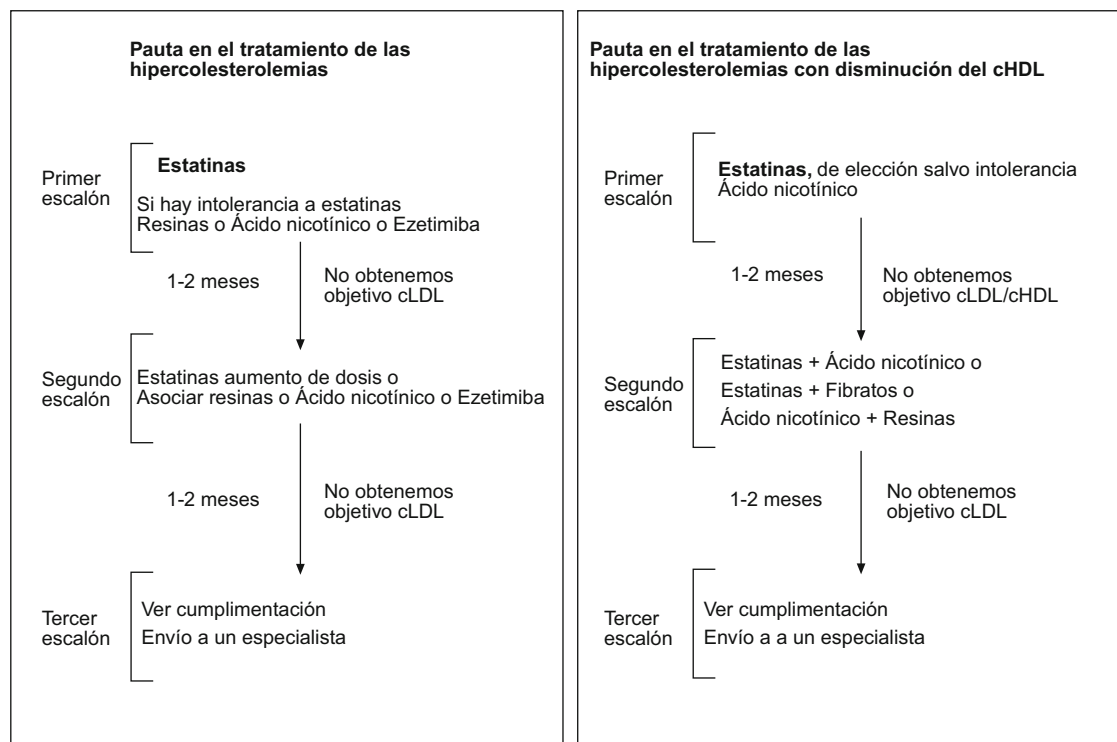 Pauta en el tratamiento de las
hipercolesterolemias
Primer
escalón
Estatinas
Si hay intolerancia a estatinas
Resinas o Ácido nicotínico o Ezetimiba
1-2 meses
No obtenemos
objetivo cLDL
Segundo
escalón
Estatinas aumento de dosis o
Asociar resinas o Ácido nicotínico o Ezetimiba
1-2 meses
No obtenemos
objetivo cLDL
Tercer
escalón
Ver cumplimentación
Envío a un especialista
Pauta en el tratamiento de las
hipercolesterolemias con disminución del cHDL
Primer
escalón
Estatinas, de elección salvo intolerancia
Ácido nicotínico
1-2 meses
No obtenemos
objetivo cLDL/cHDL
Segundo
escalón
Estatinas + Ácido nicotínico o
Estatinas + Fibratos o
Ácido nicotínico + Resinas
1-2 meses
No obtenemos
objetivo cLDL
Tercer
escalón
Ver cumplimentación
Envío a a un especialista